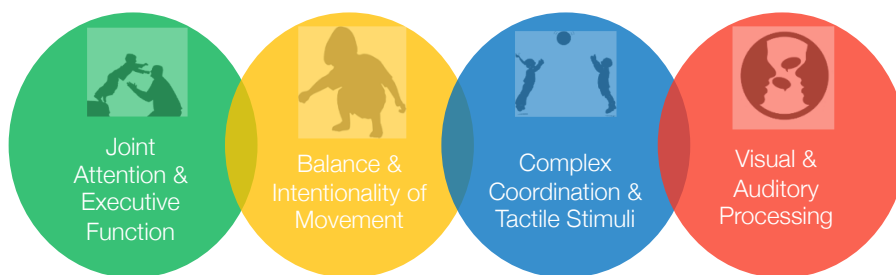 Joint
Attention &
Executive
Function
Balance &
Intentionality of
Movement
Complex
Coordination &
Tactile Stimuli
Visual &
Auditory
Processing